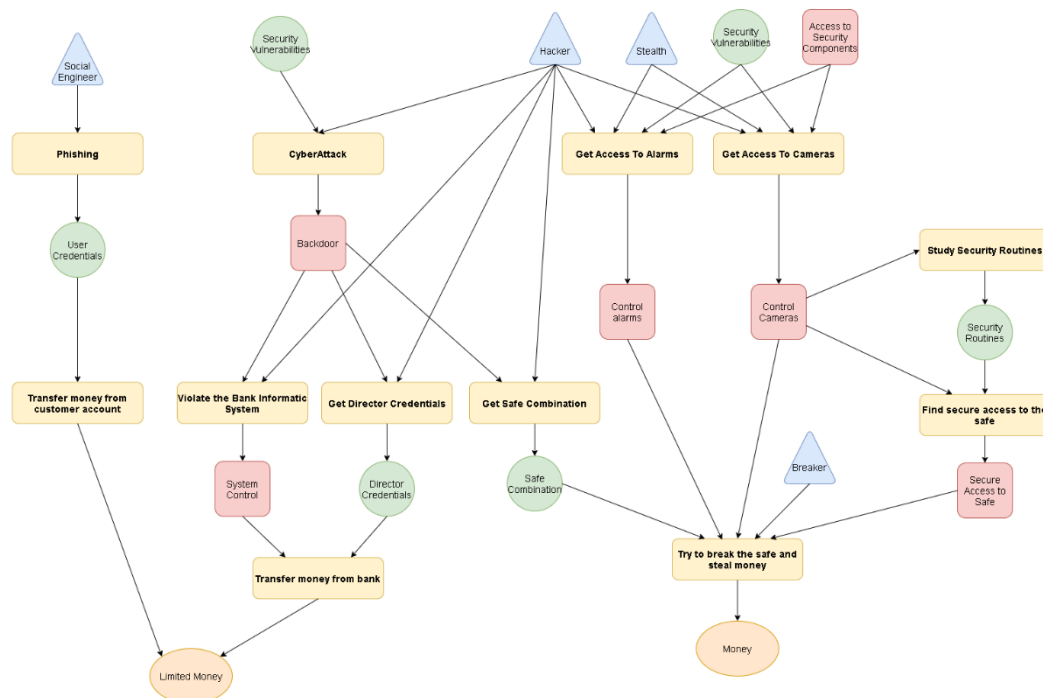 Social
Engineer
Security
Vulnerabilities
Hacker
Stealth
Security
Vulnerabilities
Access to
Security
Components
Phishing
CyberAttack
Get Access To Alarms
Get Access To Cameras
User
Credentials
Backdoor
Study Security Routines
Control
alarms
Control
Cameras
Security
Routines
Transfer money from
customer account
Violate the Bank Informatic
System
Get Director Credentials
Get Safe Combination
Find secure access to the
safe
System
Control
Director
Credentials
Safe
Combination
Breaker
Secure
Access to
Safe
Transfer money from bank
Try to break the safe and
steal money
Limited Money
Money